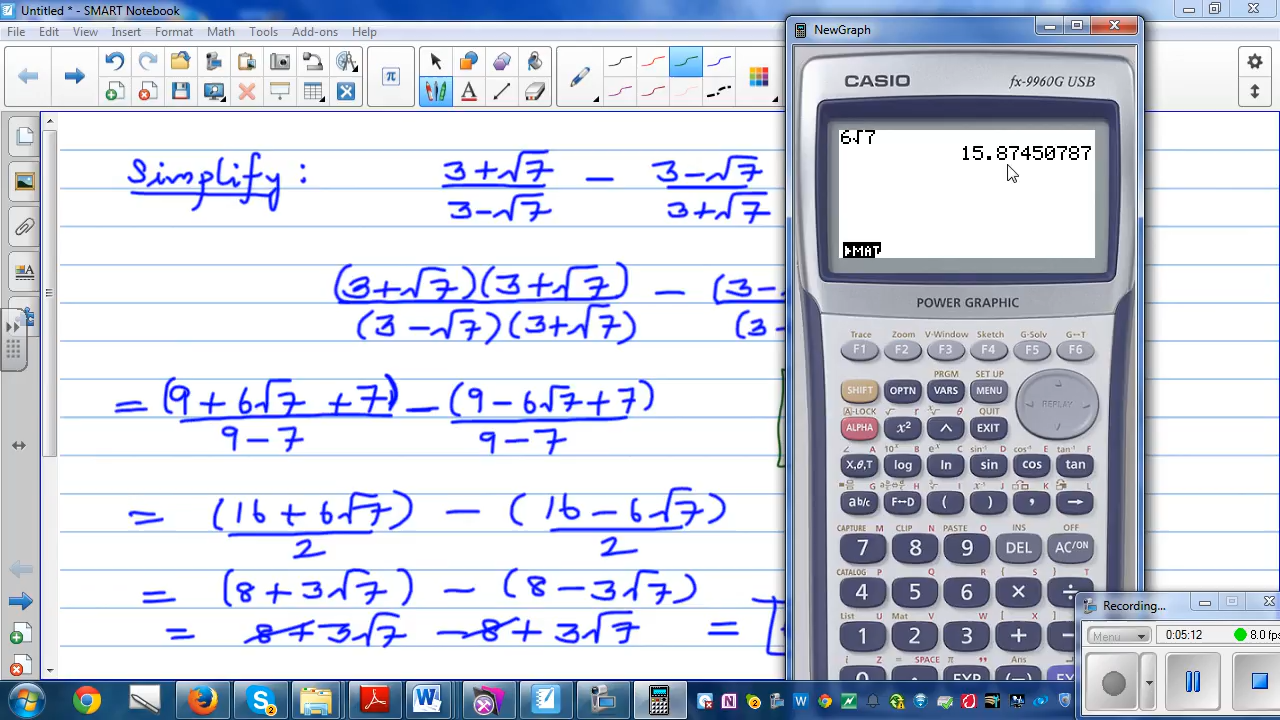 Untitled * - SMART Notebook
File Edit View Insert Format Math Tools Add-ons Help
Simplify : (3+√7)/(3-√7) - (3-√7)/(3+√7)
(3+√7)(3+√7) - (3-
(3-√7)(3+√7) (3-
= (9+6√7 +7) - (9-6√7+7)
9-7 9-7
= (16+6√7) - (16-6√7)
2 2
= (8+3√7) - (8-3√7)
= 8+3√7 -8+3√7 =
NewGraph
CASIO fx-9960G USB
6√7
15.87450787
▶MAT
POWER GRAPHIC
Trace Zoom V-Window Sketch G-Solv G↔T
F1 F2 F3 F4 F5 F6
PRGM SET UP
SHIFT OPTN VARS MENU
REPLAY
A-LOCK QUIT
ALPHA x² ^ EXIT
X,θ,T log ln sin cos tan
a b/c F↔D ( ) , →
CAPTURE M CLIP N PASTE O INS OFF
7 8 9 DEL AC/ON
CATALOG P
4 5 6 × ÷
List U Mat V
1 2 3 + −
SPACE (Ans)
Recording...
Menu 0:05:12 8.0 fps